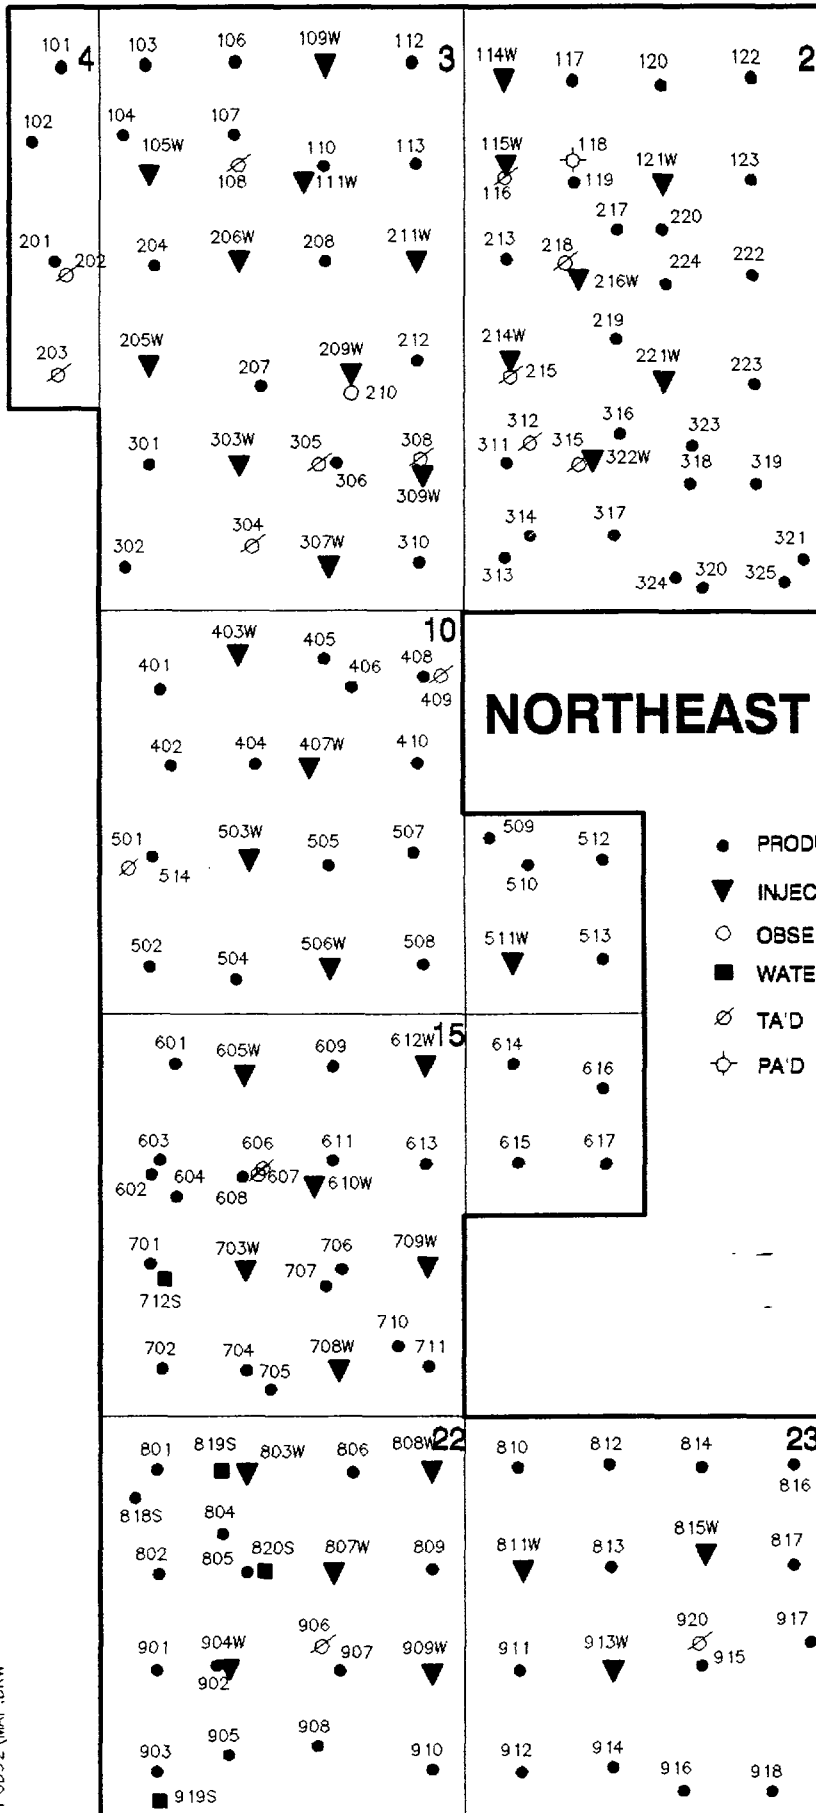 101 4 103 106 109W 112 3 114W 117 120 122 2
102 104 105W 107 108 110 111W 113 115W 116 118 119 121W 123
201 202 204 206W 208 211W 213 218 217 220 216W 224 222
203 205W 207 209W 210 212 214W 215 219 221W 223
301 303W 305 306 308 309W 311 312 315 322W 316 323 318 319
302 304 307W 310 313 314 317 324 320 325 321
401 403W 405 406 408 409 10
NORTHEAST
402 404 407W 410
501 514 503W 505 507 509 510 512
PRODU
INJEC
OBSE
WATE
TA'D
PA'D
502 504 506W 508 511W 513
601 605W 609 612W 15 614 616
603 602 604 606 607 608 611 610W 613 615 617
701 712S 703W 706 707 709W
702 704 705 708W 710 711
801 819S 803W 806 808W 22 810 812 814 23 816
818S 804
802 805 820S 807W 809 811W 813 815W 817
901 904W 902 906 907 909W 911 913W 920 915 917
903 905 908 910 912 914 916 918
919S